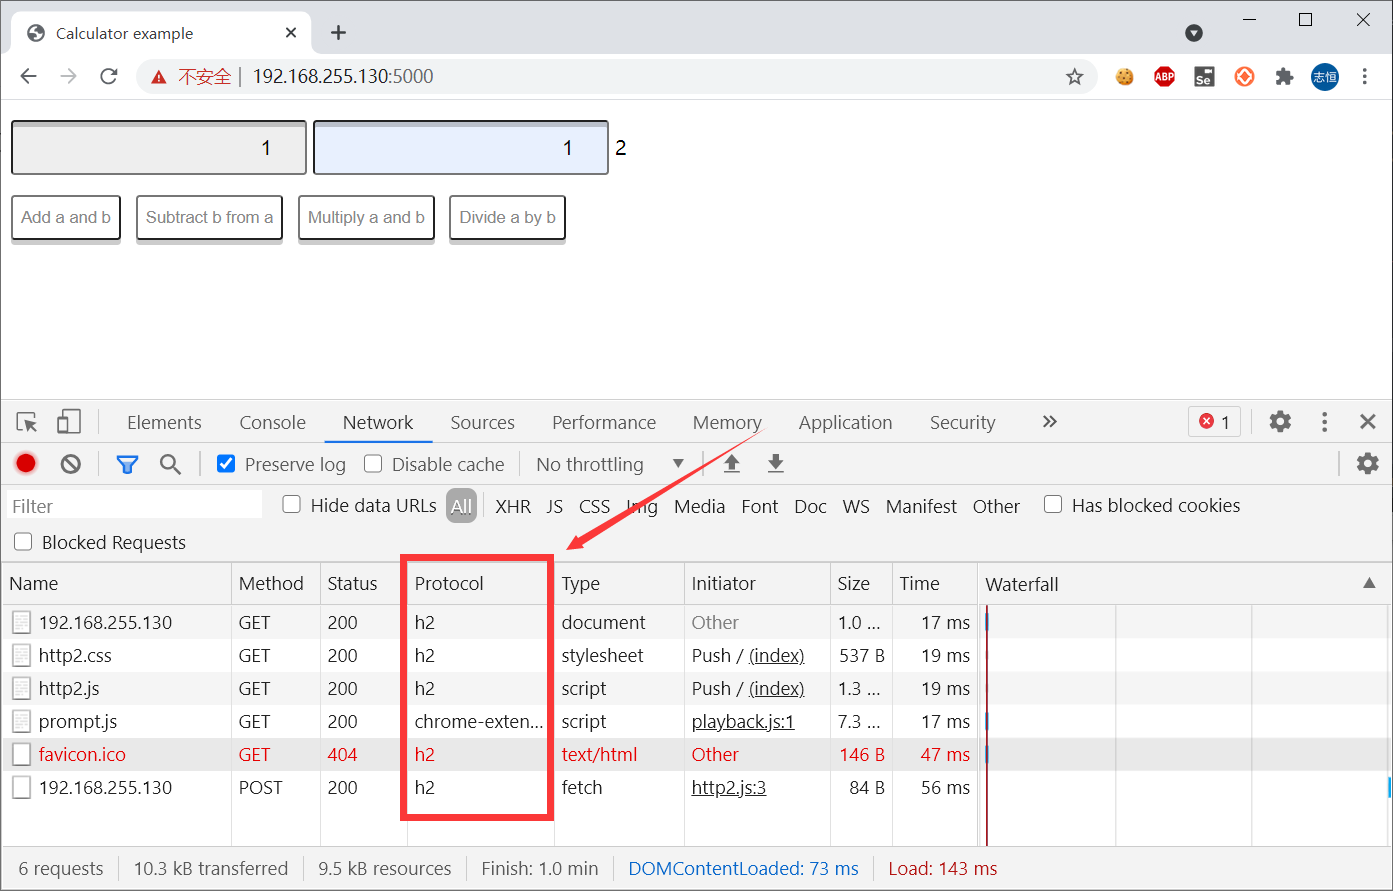 Calculator example
不安全 192.168.255.130:5000
ABP Se 志恒
1 1 2
Add a and b Subtract b from a Multiply a and b Divide a by b
Elements Console Network Sources Performance Memory Application Security 1
Preserve log Disable cache No throttling
Filter Hide data URLs All XHR JS CSS Img Media Font Doc WS Manifest Other Has blocked cookies
Blocked Requests
Name Method Status Protocol Type Initiator Size Time Waterfall
192.168.255.130 GET 200 h2 document Other 1.0 ... 17 ms
http2.css GET 200 h2 stylesheet Push / (index) 537 B 19 ms
http2.js GET 200 h2 script Push / (index) 1.3 ... 19 ms
prompt.js GET 200 chrome-exten... script playback.js:1 7.3 ... 17 ms
favicon.ico GET 404 h2 text/html Other 146 B 47 ms
192.168.255.130 POST 200 h2 fetch http2.js:3 84 B 56 ms
6 requests 10.3 kB transferred 9.5 kB resources Finish: 1.0 min DOMContentLoaded: 73 ms Load: 143 ms